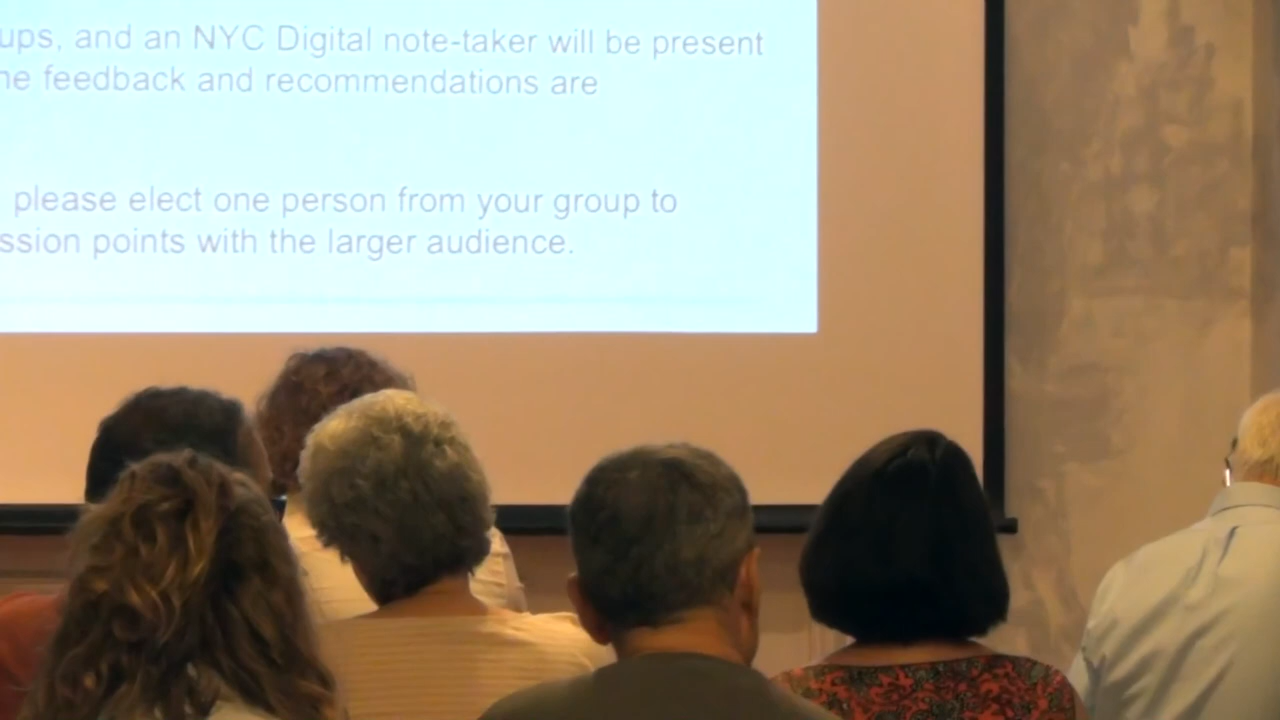 ups, and an NYC Digital note-taker will be present
he feedback and recommendations are
please elect one person from your group to
ssion points with the larger audience.